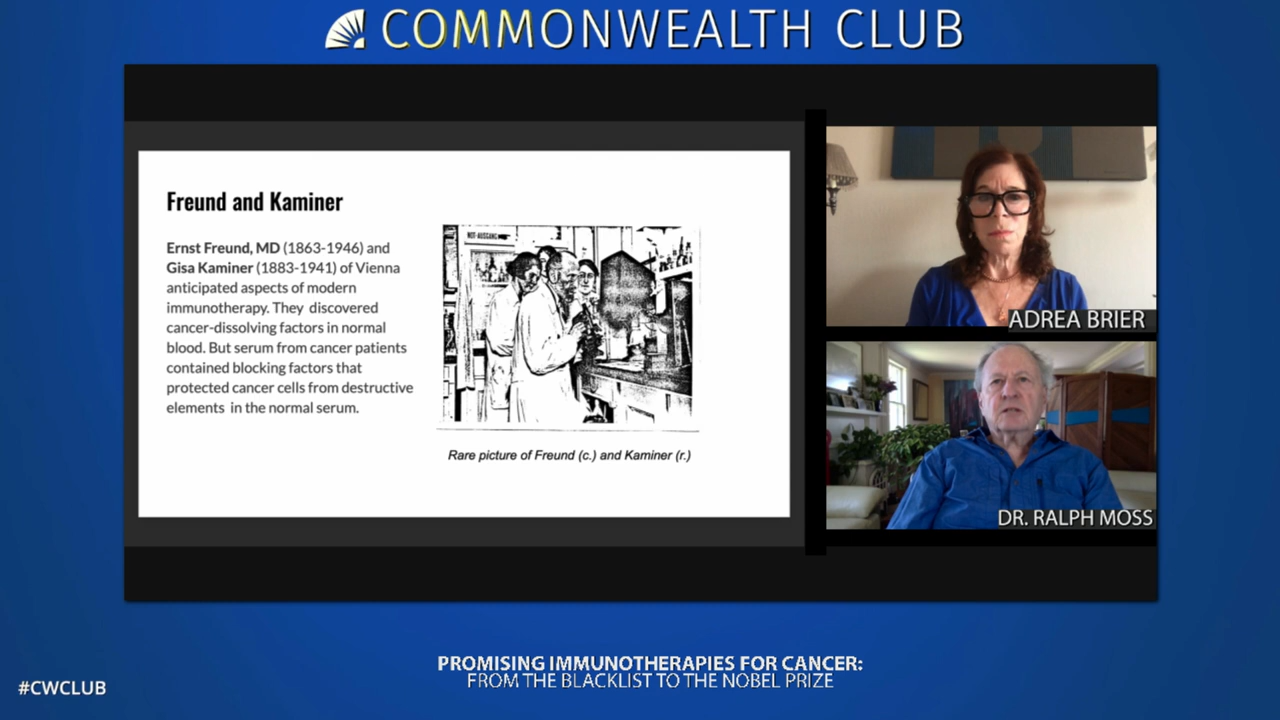 COMMONWEALTH CLUB
Freund and Kaminer
Ernst Freund, MD (1863-1946) and
Gisa Kaminer (1883-1941) of Vienna
anticipated aspects of modern
immunotherapy. They discovered
cancer-dissolving factors in normal
blood. But serum from cancer patients
contained blocking factors that
protected cancer cells from destructive
elements in the normal serum.
NOT-AUSGANG
Rare picture of Freund (c.) and Kaminer (r.)
ADREA BRIER
DR. RALPH MOSS
PROMISING IMMUNOTHERAPIES FOR CANCER:
FROM THE BLACKLIST TO THE NOBEL PRIZE
#CWCLUB